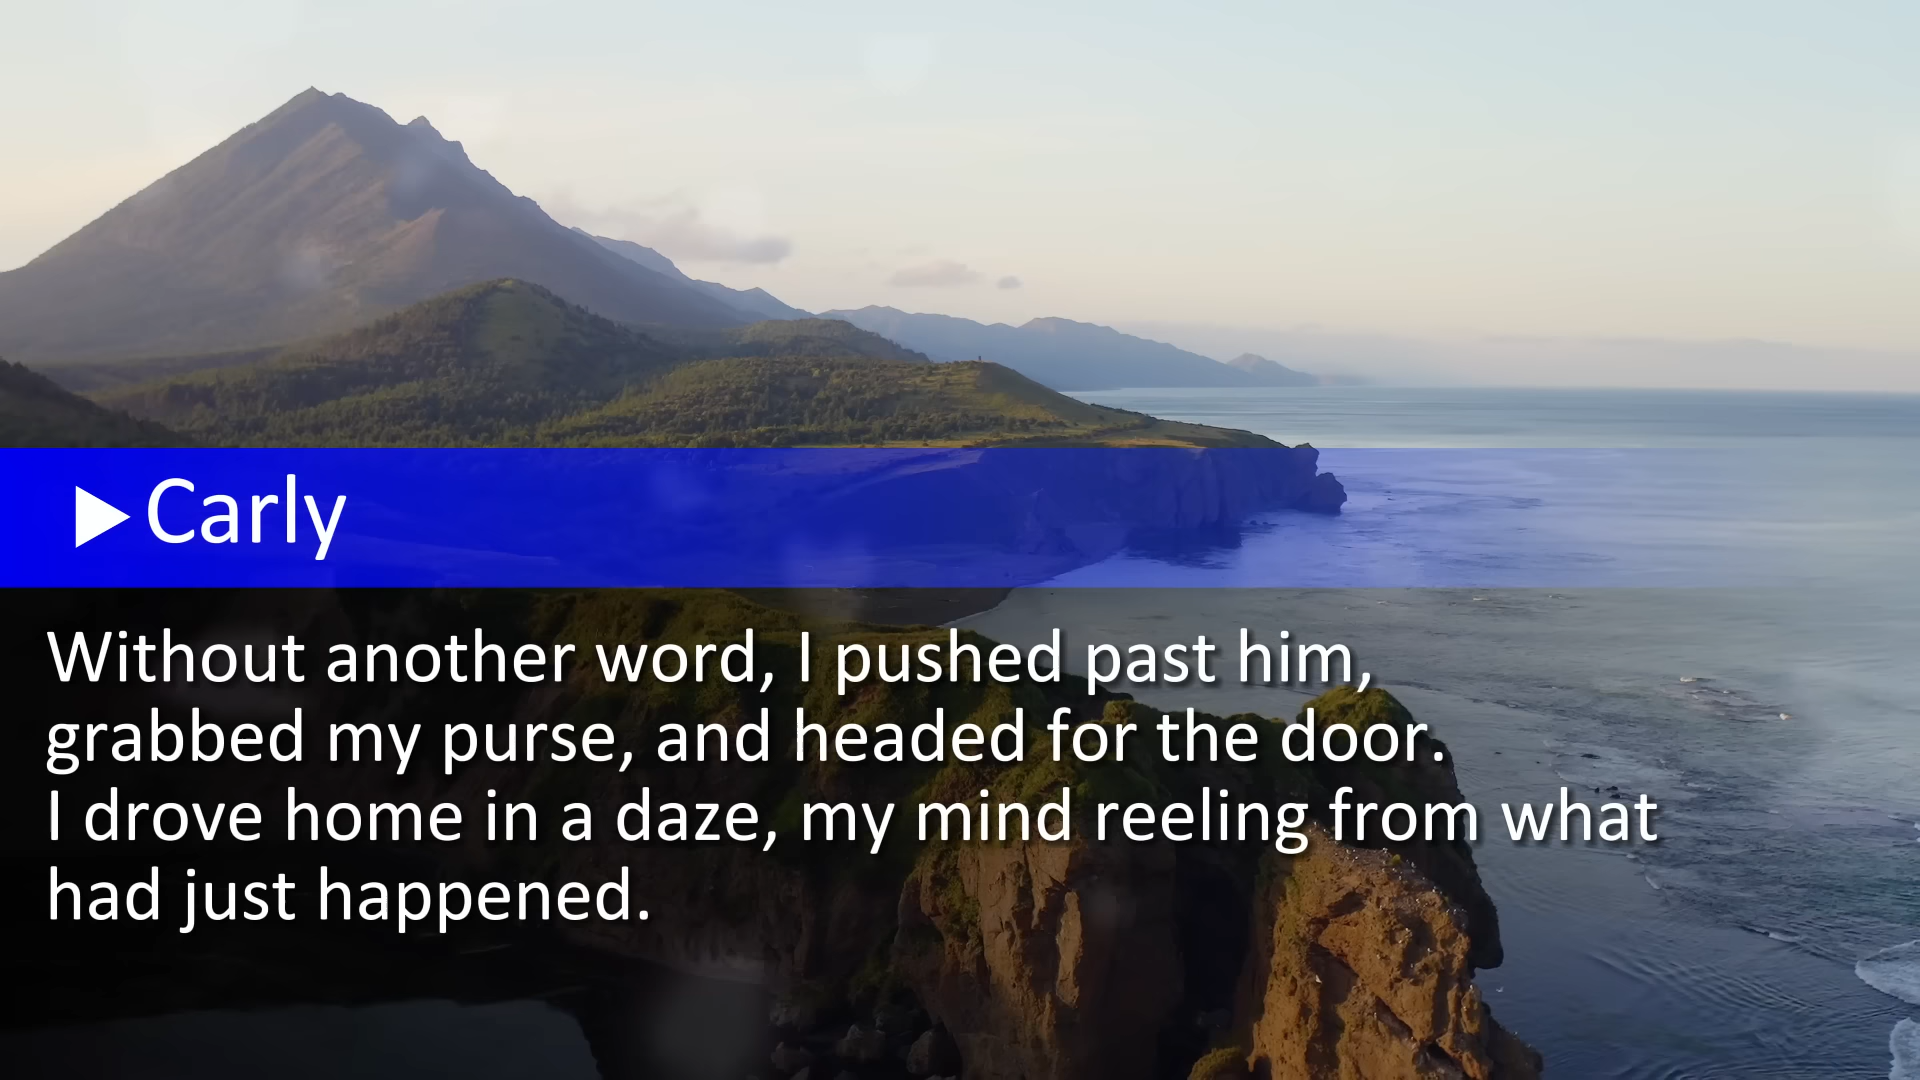 Carly
Without another word, I pushed past him,
grabbed my purse, and headed for the door.
I drove home in a daze, my mind reeling from what
had just happened.